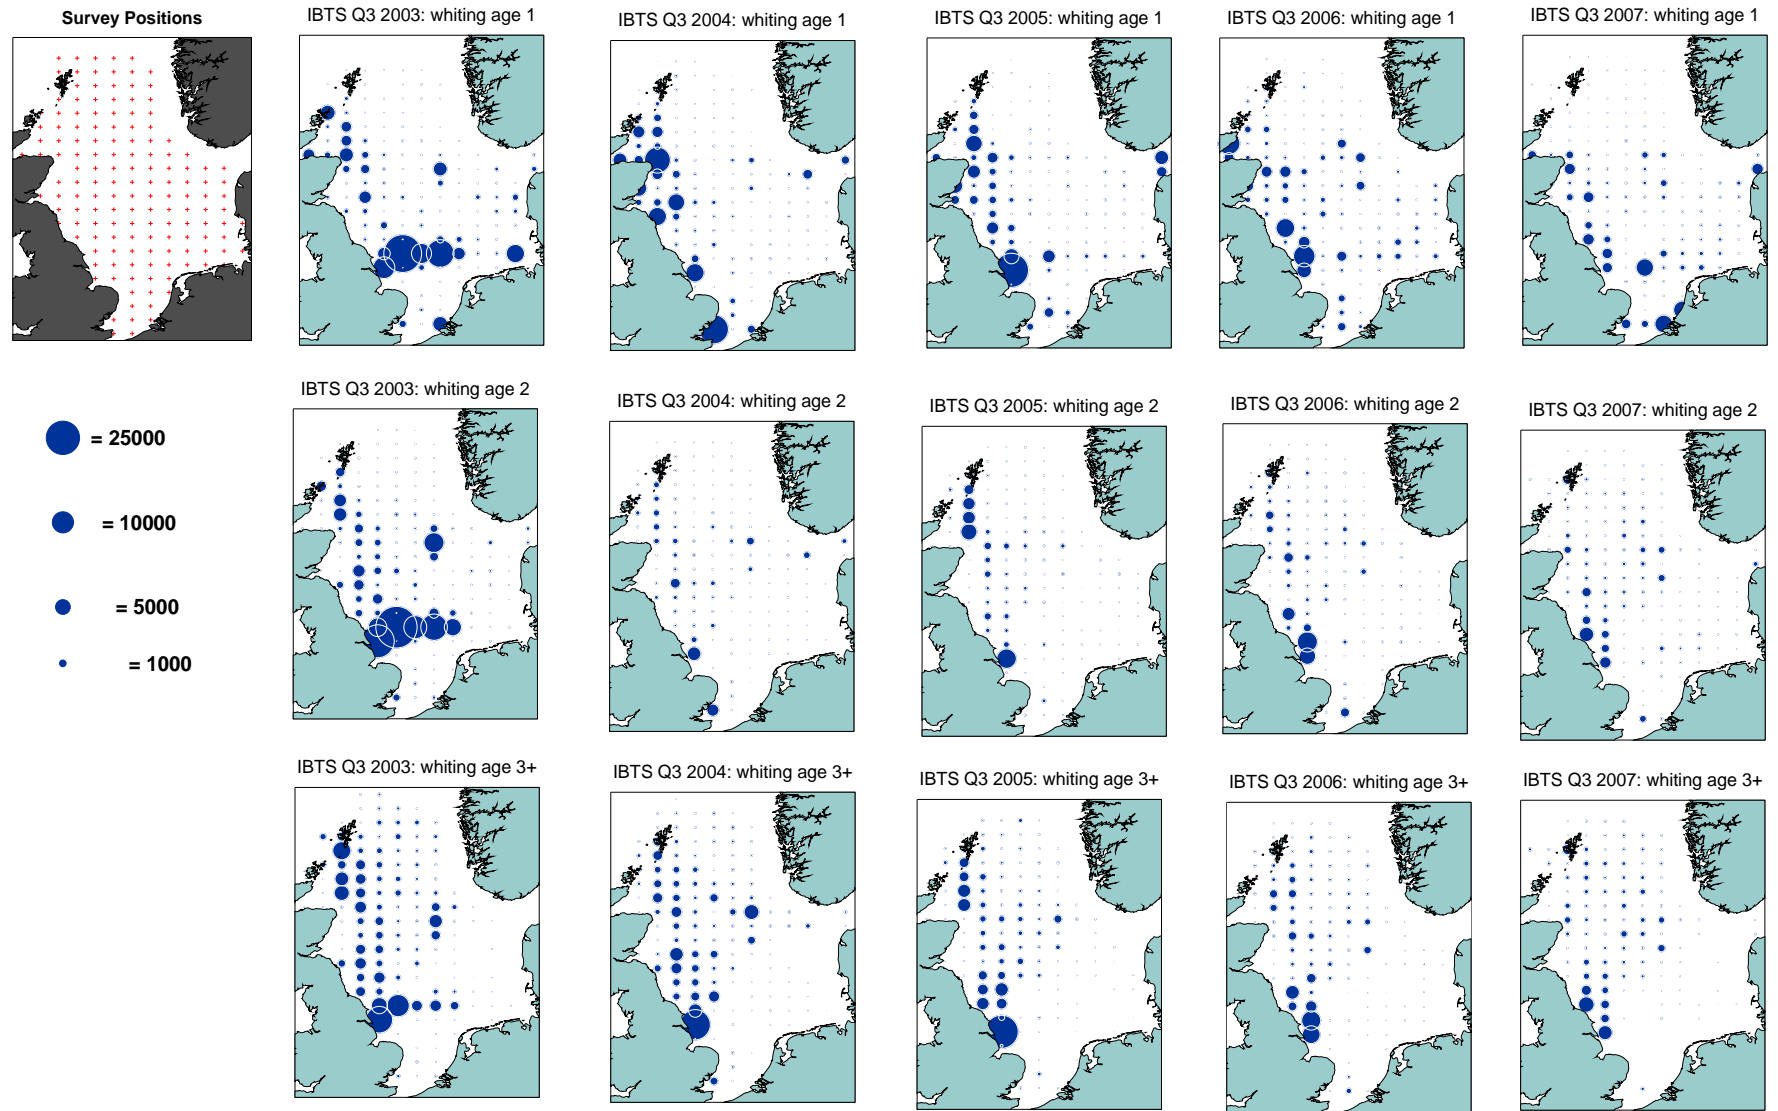 Survey Positions
IBTS Q3 2003: whiting age 1
IBTS Q3 2004: whiting age 1
IBTS Q3 2005: whiting age 1
IBTS Q3 2006: whiting age 1
IBTS Q3 2007: whiting age 1
= 25000
= 10000
= 5000
= 1000
IBTS Q3 2003: whiting age 2
IBTS Q3 2004: whiting age 2
IBTS Q3 2005: whiting age 2
IBTS Q3 2006: whiting age 2
IBTS Q3 2007: whiting age 2
IBTS Q3 2003: whiting age 3+
IBTS Q3 2004: whiting age 3+
IBTS Q3 2005: whiting age 3+
IBTS Q3 2006: whiting age 3+
IBTS Q3 2007: whiting age 3+